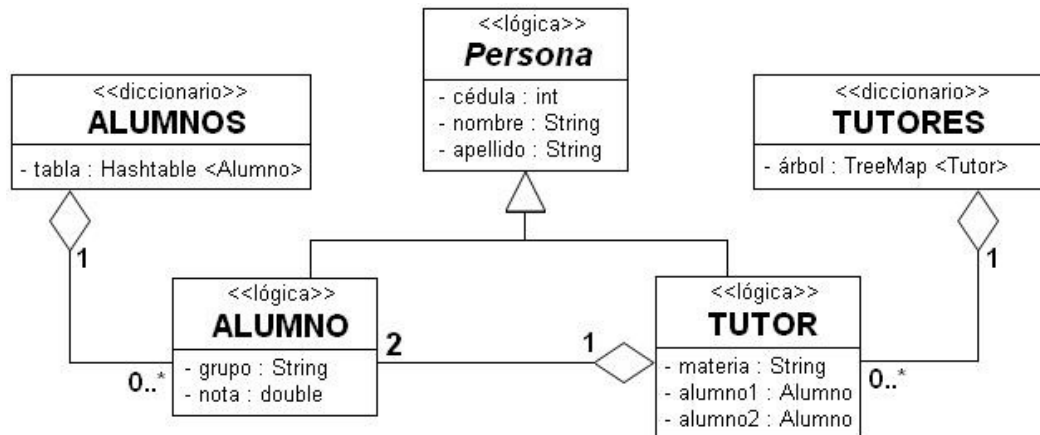 <<lógica>>
Persona
- cédula : int
- nombre : String
- apellido : String
<<diccionario>>
ALUMNOS
- tabla : Hashtable <Alumno>
<<diccionario>>
TUTORES
- árbol : TreeMap <Tutor>
1
1
<<lógica>>
ALUMNO
- grupo : String
- nota : double
0..*
2
1
<<lógica>>
TUTOR
- materia : String
- alumno1 : Alumno
- alumno2 : Alumno
0..*